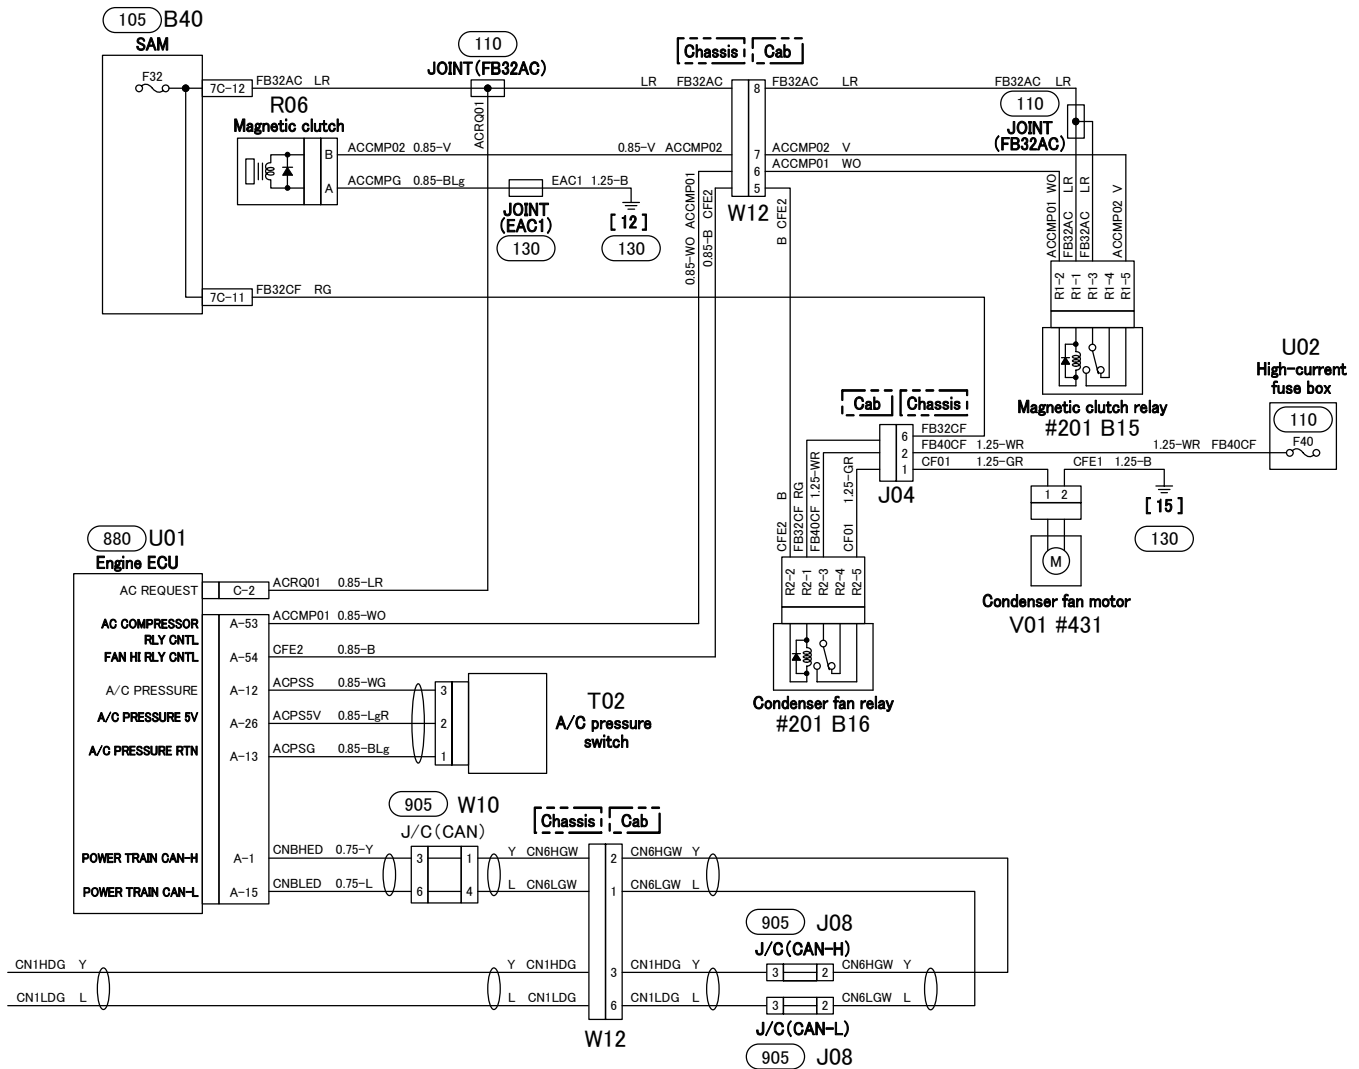 105 B40
SAM
F32
7C-12 FB32AC LR
110
JOINT(FB32AC)
LR FB32AC
Chassis Cab
8 FB32AC LR
FB32AC LR
110
JOINT
(FB32AC)
ACRQ01
R06
Magnetic clutch
B ACCMP02 0.85-V
0.85-V ACCMP02
7 ACCMP02 V
6 ACCMP01 WO
5
W12
A ACCMPG 0.85-BLg
EAC1 1.25-B
JOINT
(EAC1)
130
[12]
130
0.85-WO ACCMP01
0.85-B CFE2
B CFE2
ACCMP01 WO
FB32AC LR
FB32AC LR
ACCMP02 V
R1-2
R1-1
R1-3
R1-4
R1-5
Magnetic clutch relay
#201 B15
7C-11 FB32CF RG
U02
High-current
fuse box
110
F40
Cab Chassis
6 FB32CF
2 FB40CF 1.25-WR
1.25-WR FB40CF
1 CF01 1.25-GR
CFE1 1.25-B
J04
1 2
[15]
130
M
Condenser fan motor
V01 #431
CFE2 B
FB32CF RG
FB40CF 1.25-WR
CF01 1.25-GR
R2-2
R2-1
R2-3
R2-4
R2-5
Condenser fan relay
#201 B16
880 U01
Engine ECU
AC REQUEST C-2 ACRQ01 0.85-LR
AC COMPRESSOR
RLY CNTL
A-53 ACCMP01 0.85-WO
FAN HI RLY CNTL A-54 CFE2 0.85-B
A/C PRESSURE A-12 ACPSS 0.85-WG 3
A/C PRESSURE 5V A-26 ACPS5V 0.85-LgR 2
A/C PRESSURE RTN A-13 ACPSG 0.85-BLg 1
T02
A/C pressure
switch
905 W10
J/C(CAN)
Chassis Cab
POWER TRAIN CAN-H A-1 CNBHED 0.75-Y 3 1 Y CN6HGW 2 CN6HGW Y
POWER TRAIN CAN-L A-15 CNBLED 0.75-L 6 4 L CN6LGW 1 CN6LGW L
905 J08
J/C(CAN-H)
CN1HDG Y Y CN1HDG 3 CN1HDG Y 3 2 CN6HGW Y
CN1LDG L L CN1LDG 6 CN1LDG L 3 2 CN6LGW L
W12
J/C(CAN-L)
905 J08